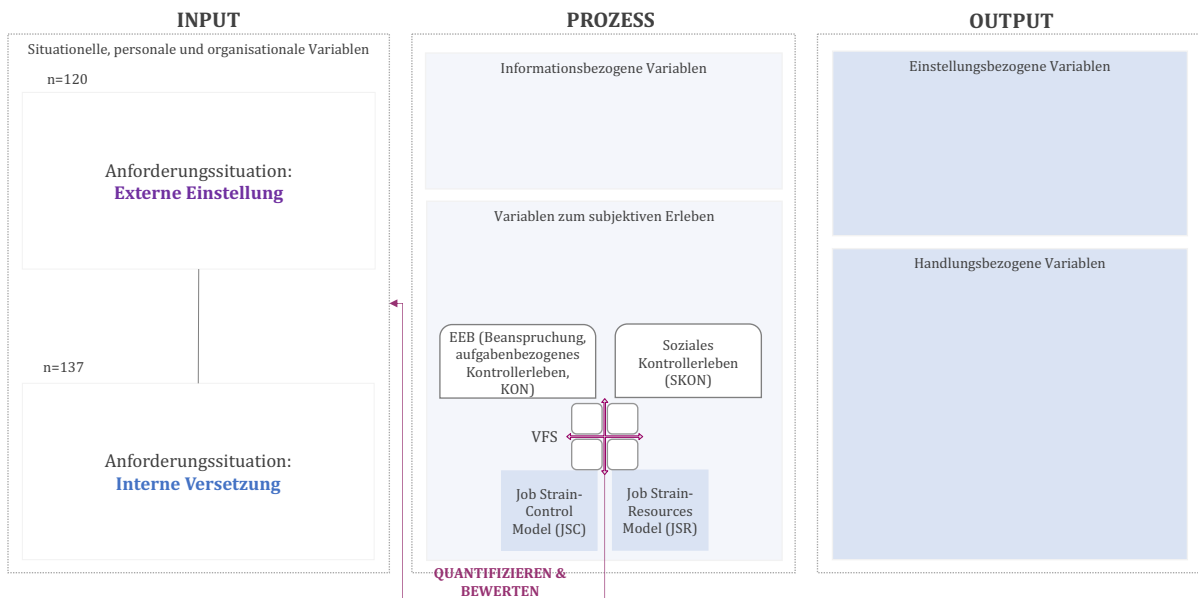 INPUT
Situationelle, personale und organisationale Variablen
n=120
Anforderungssituation:
Externe Einstellung
n=137
Anforderungssituation:
Interne Versetzung
PROZESS
Informationsbezogene Variablen
Variablen zum subjektiven Erleben
EEB (Beanspruchung,
aufgabenbezogenes
Kontrollerleben,
KON)
Soziales
Kontrollerleben
(SKON)
VFS
Job Strain-
Control
Model (JSC)
Job Strain-
Resources
Model (JSR)
QUANTIFIZIEREN &
BEWERTEN
OUTPUT
Einstellungsbezogene Variablen
Handlungsbezogene Variablen